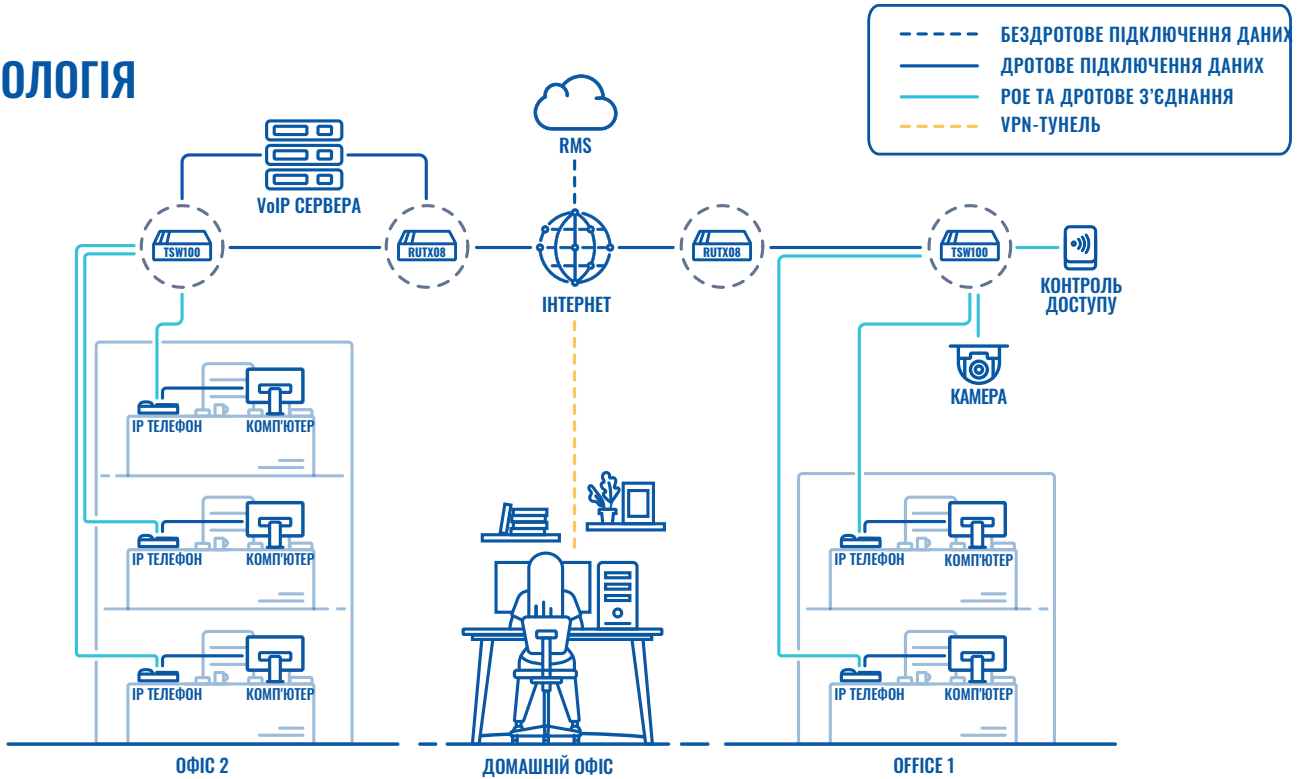 ОЛОГІЯ
БЕЗДРОТОВЕ ПІДКЛЮЧЕННЯ ДАНИХ
ДРОТОВЕ ПІДКЛЮЧЕННЯ ДАНИХ
POE ТА ДРОТОВЕ З’ЄДНАННЯ
VPN-ТУНЕЛЬ
RMS
VoIP СЕРВЕРА
TSW100
RUTX08
ІНТЕРНЕТ
RUTX08
TSW100
КОНТРОЛЬ
ДОСТУПУ
КАМЕРА
IP ТЕЛЕФОН
КОМП'ЮТЕР
IP ТЕЛЕФОН
КОМП'ЮТЕР
IP ТЕЛЕФОН
КОМП'ЮТЕР
IP ТЕЛЕФОН
КОМП'ЮТЕР
IP ТЕЛЕФОН
КОМП'ЮТЕР
ОФІС 2
ДОМАШНІЙ ОФІС
OFFICE 1